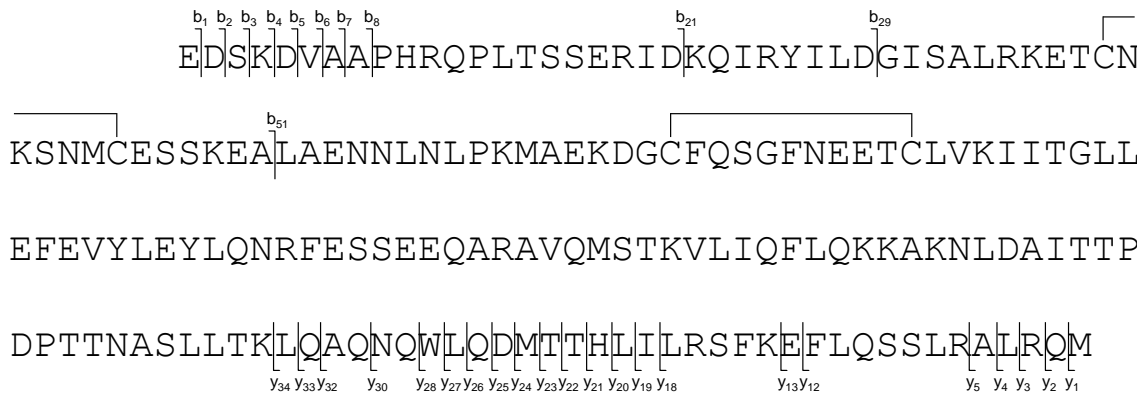 b1 b2 b3 b4 b5 b6 b7 b8 b21 b29
EDSKDVAAPHRQPLTSSERIDKQIRYILDGISALRKETCN
b51
KSNMCESSKEALAENNLNLPKMAEKDGCFQSGFNEETCLVKIITGLL
EFEVYLEYLQNRFESSEEQARAVQMSTKVLIQFLQKKAKNLDAITTP
DPTTNASLLTKLQAQNQWLQDMTTHLILRSFKEFLQSSLRALRQM
y34 y33 y32 y30 y28 y27 y26 y25 y24 y23 y22 y21 y20 y19 y18 y13 y12 y5 y4 y3 y2 y1